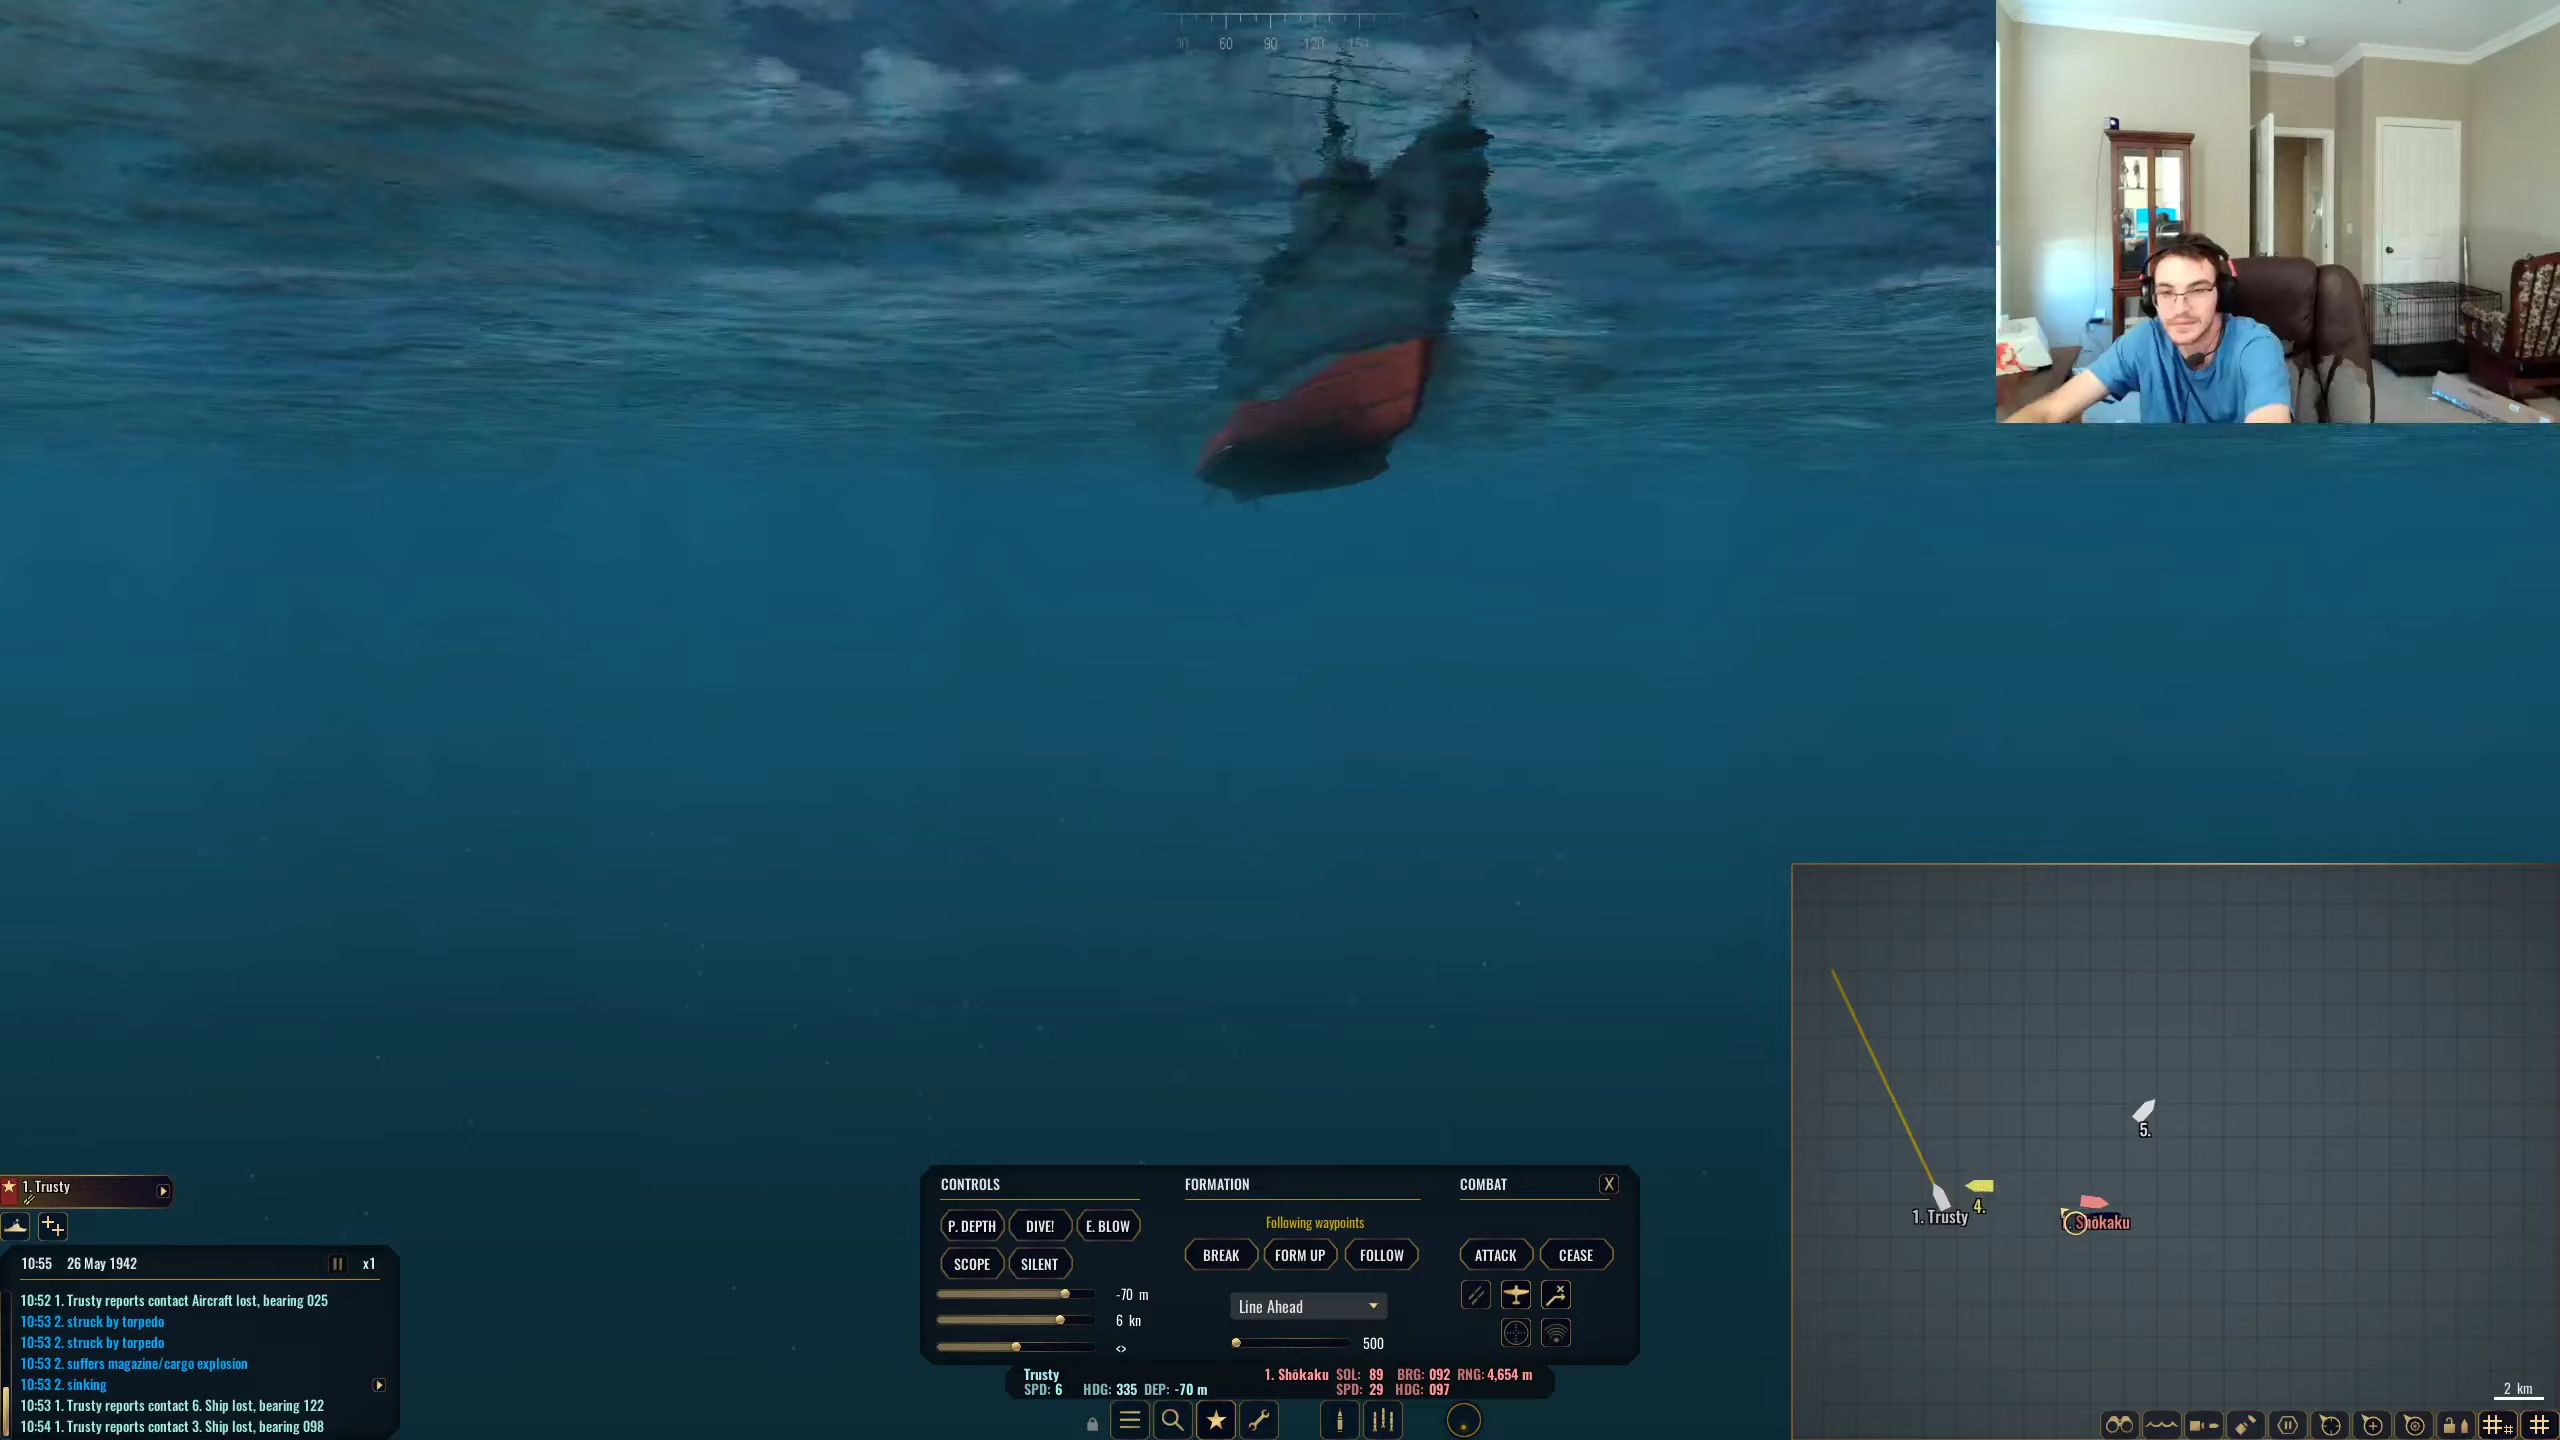 30 60 90 120 150
1. Trusty
10:55 26 May 1942 x1
10:52 1. Trusty reports contact Aircraft lost, bearing 025
10:53 2. struck by torpedo
10:53 2. struck by torpedo
10:53 2. suffers magazine/cargo explosion
10:53 2. sinking
10:53 1. Trusty reports contact 6. Ship lost, bearing 122
10:54 1. Trusty reports contact 3. Ship lost, bearing 098
CONTROLS
P. DEPTH DIVE! E. BLOW
SCOPE SILENT
-70 m
6 kn
<>
FORMATION
Following waypoints
BREAK FORM UP FOLLOW
Line Ahead
500
COMBAT X
ATTACK CEASE
Trusty
SPD: 6 HDG: 335 DEP: -70 m
1. Shōkaku SOL: 89 BRG: 092 RNG: 4,654 m
SPD: 29 HDG: 097
5.
4.
1. Trusty
Shōkaku
2 km